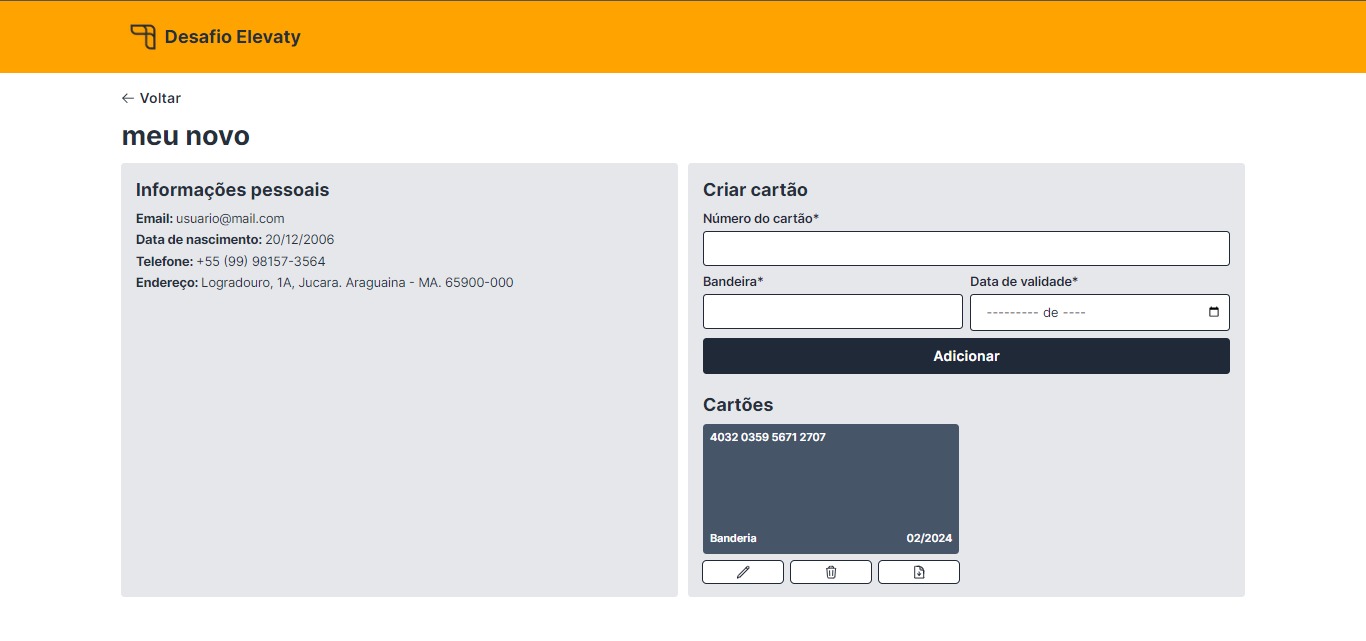 Desafio Elevaty
Voltar
meu novo
Informações pessoais
Email: usuario@mail.com
Data de nascimento: 20/12/2006
Telefone: +55 (99) 98157-3564
Endereço: Logradouro, 1A, Jucara. Araguaina - MA. 65900-000
Criar cartão
Número do cartão*
Bandeira* Data de validade*
--------- de ----
Adicionar
Cartões
4032 0359 5671 2707
Banderia 02/2024